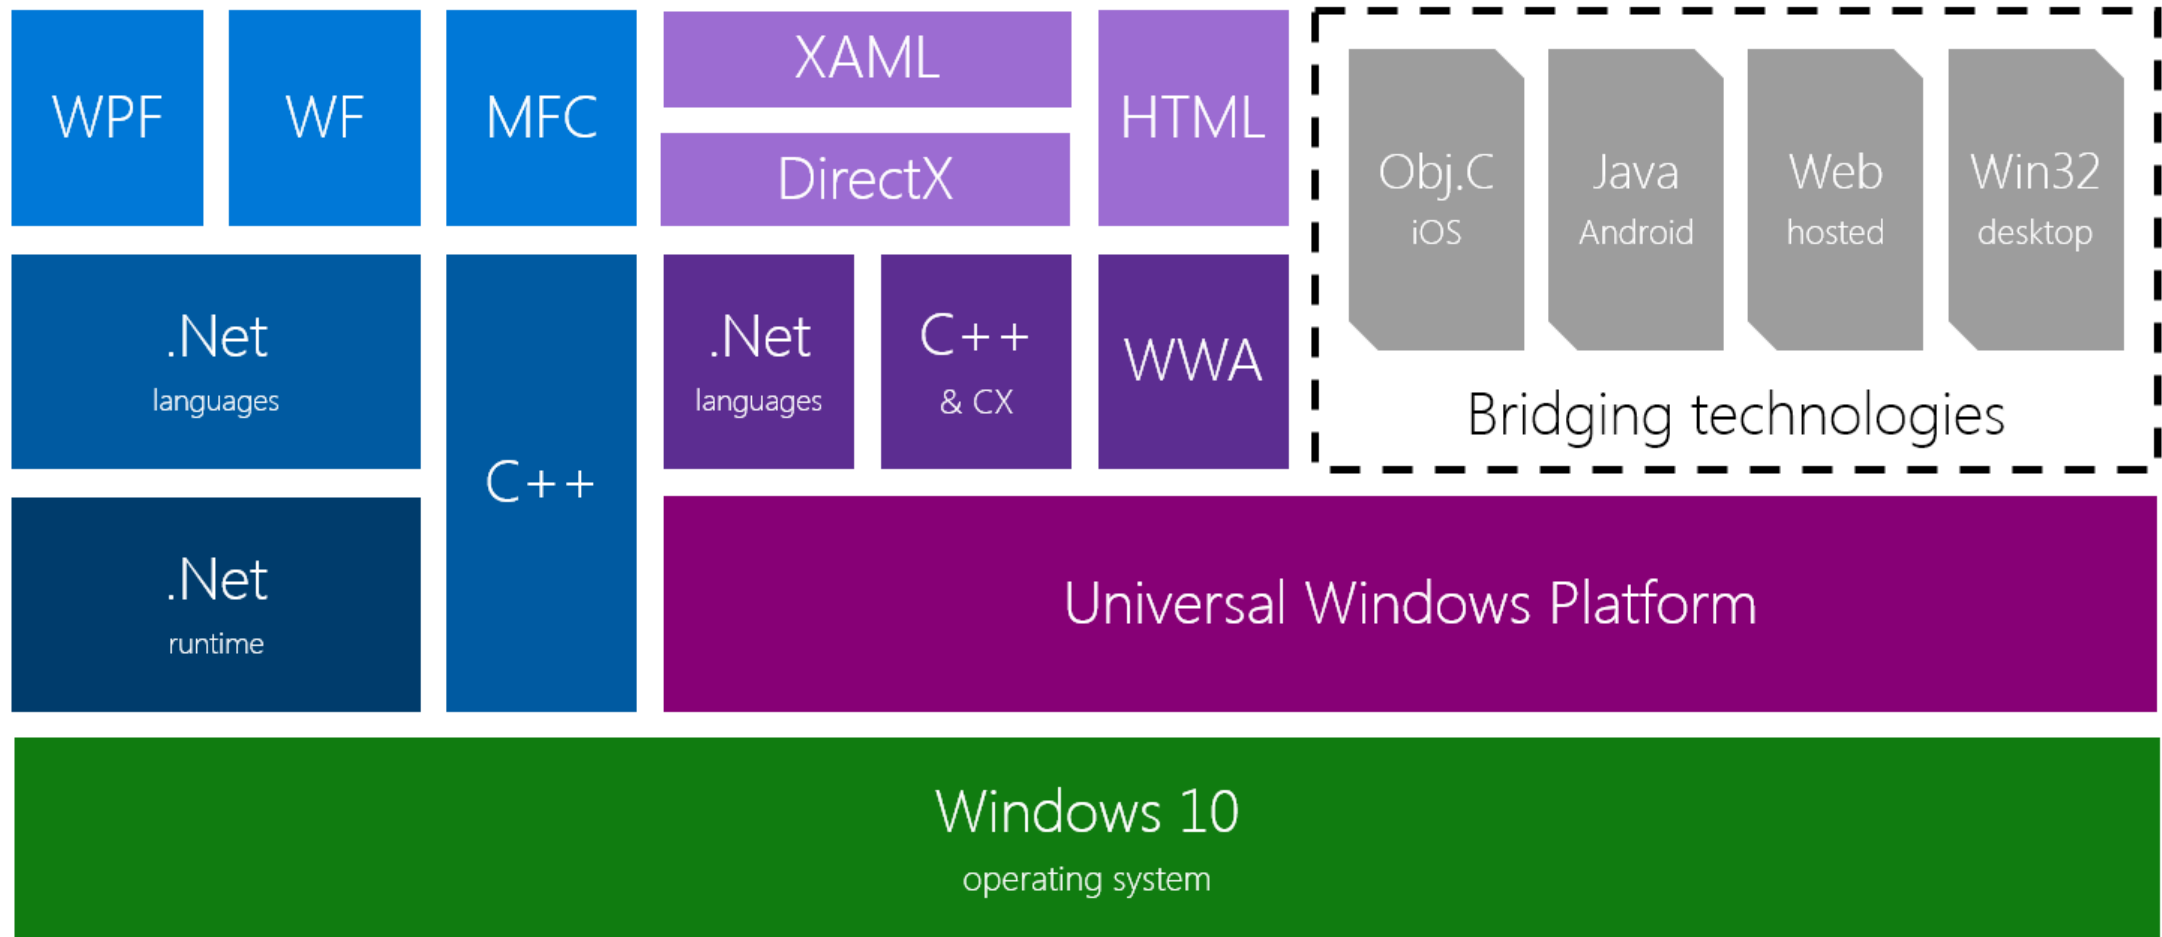 WPF
WF
MFC
XAML
DirectX
HTML
Obj.C
iOS
Java
Android
Web
hosted
Win32
desktop
Bridging technologies
.Net
languages
C++
.Net
languages
C++
& CX
WWA
.Net
runtime
Universal Windows Platform
Windows 10
operating system